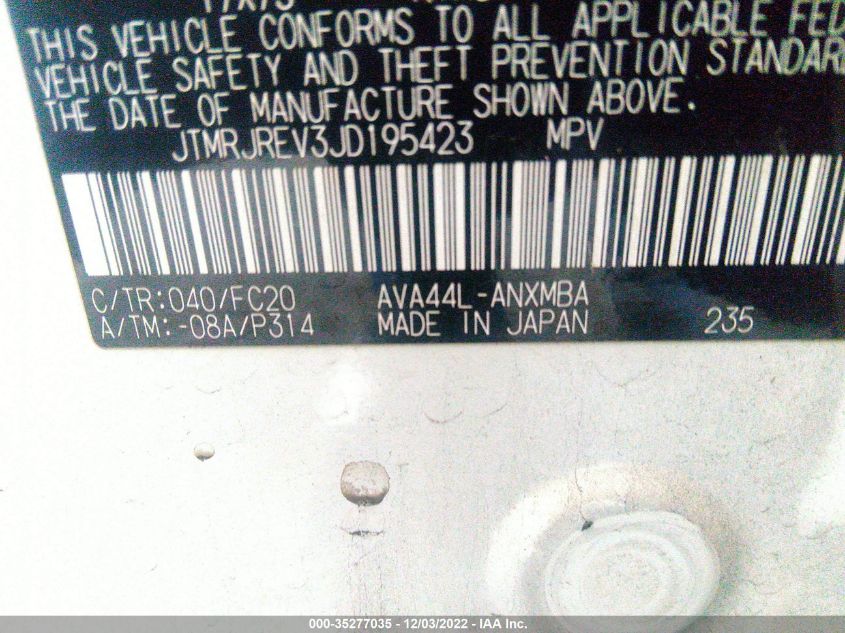 THIS VEHICLE CONFORMS TO ALL APPLICABLE FED
VEHICLE SAFETY AND THEFT PREVENTION STANDAR
THE DATE OF MANUFACTURE SHOWN ABOVE.
JTMRJREV3JD195423 MPV
C/TR:040/FC20 AVA44L-ANXMBA
A/TM:-08A/P314 MADE IN JAPAN 235
000-35277035 - 12/03/2022 - IAA Inc.